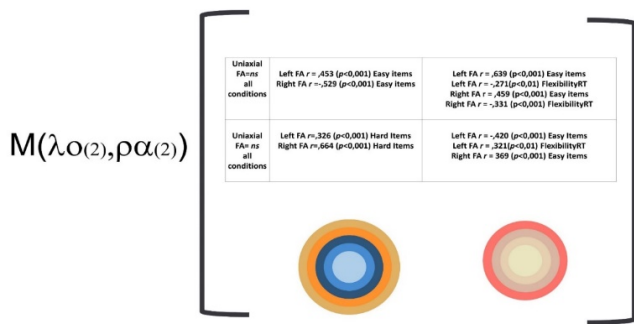 M(λο(2),ρα(2))
Uniaxial
FA=ns
all
conditions
Left FA r = ,453 (p<0,001) Easy items
Right FA r =-,529 (p<0,001) Easy items
Left FA r = ,639 (p<0,001) Easy items
Left FA r = -,271(p<0,01) FlexibilityRT
Right FA r = ,459 (p<0,001) Easy items
Right FA r = -,331 (p<0,001) FlexibilityRT
Uniaxial
FA= ns
all
conditions
Left FA r=,326 (p<0,001) Hard Items
Right FA r=,664 (p<0,001) Hard Items
Left FA r = -,420 (p<0,001) Easy Items
Left FA r = ,321(p<0,01) FlexibilityRT
Right FA r = 369 (p<0,001) Easy items